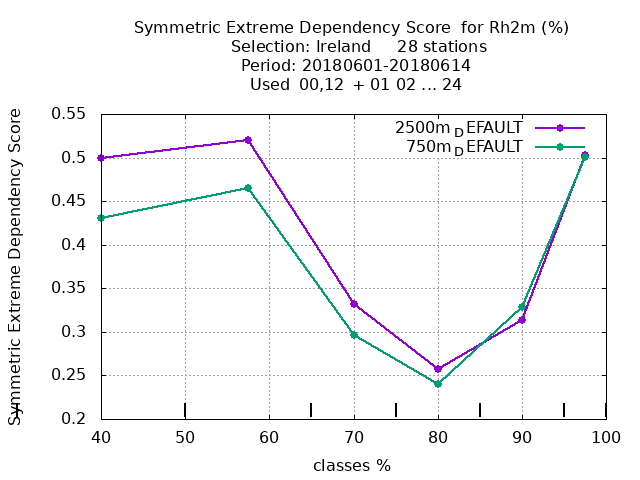 Symmetric Extreme Dependency Score for Rh2m (%)
Selection: Ireland 28 stations
Period: 20180601-20180614
Used 00,12 + 01 02 ... 24
Symmetric Extreme Dependency Score
0.55
0.5
0.45
0.4
0.35
0.3
0.25
0.2
2500m_DEFAULT
750m_DEFAULT
40 50 60 70 80 90 100
classes %